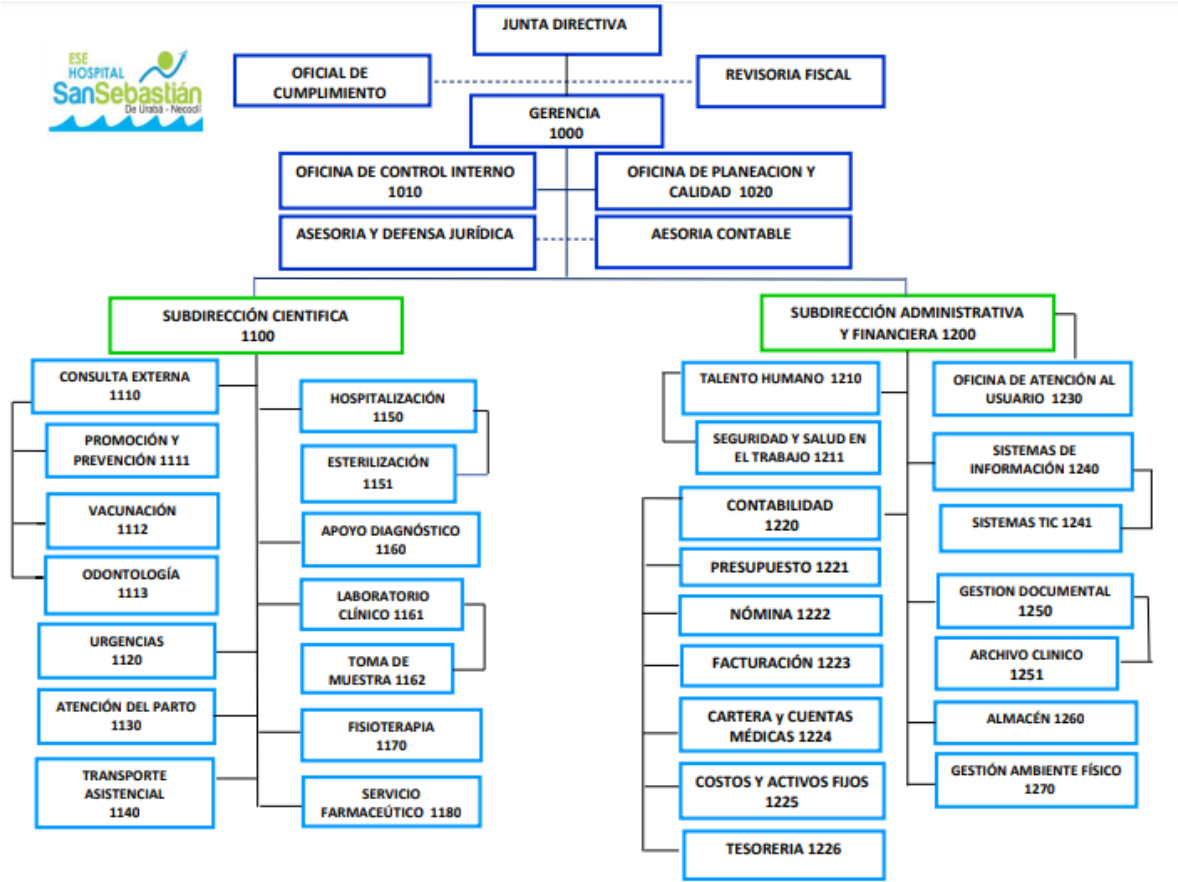 JUNTA DIRECTIVA
ESE
HOSPITAL
SanSebastián
De Urabá - Necoclí
OFICIAL DE
CUMPLIMIENTO
REVISORIA FISCAL
GERENCIA
1000
OFICINA DE CONTROL INTERNO
1010
OFICINA DE PLANEACION Y
CALIDAD 1020
ASESORIA Y DEFENSA JURÍDICA
AESORIA CONTABLE
SUBDIRECCIÓN CIENTIFICA
1100
CONSULTA EXTERNA
1110
PROMOCIÓN Y
PREVENCIÓN 1111
VACUNACIÓN
1112
ODONTOLOGÍA
1113
URGENCIAS
1120
ATENCIÓN DEL PARTO
1130
TRANSPORTE
ASISTENCIAL
1140
HOSPITALIZACIÓN
1150
ESTERILIZACIÓN
1151
APOYO DIAGNÓSTICO
1160
LABORATORIO
CLÍNICO 1161
TOMA DE
MUESTRA 1162
FISIOTERAPIA
1170
SERVICIO
FARMACEÚTICO 1180
SUBDIRECCIÓN ADMINISTRATIVA
Y FINANCIERA 1200
TALENTO HUMANO 1210
SEGURIDAD Y SALUD EN
EL TRABAJO 1211
CONTABILIDAD
1220
PRESUPUESTO 1221
NÓMINA 1222
FACTURACIÓN 1223
CARTERA y CUENTAS
MÉDICAS 1224
COSTOS Y ACTIVOS FIJOS
1225
TESORERIA 1226
OFICINA DE ATENCIÓN AL
USUARIO 1230
SISTEMAS DE
INFORMACIÓN 1240
SISTEMAS TIC 1241
GESTION DOCUMENTAL
1250
ARCHIVO CLINICO
1251
ALMACÉN 1260
GESTIÓN AMBIENTE FÍSICO
1270